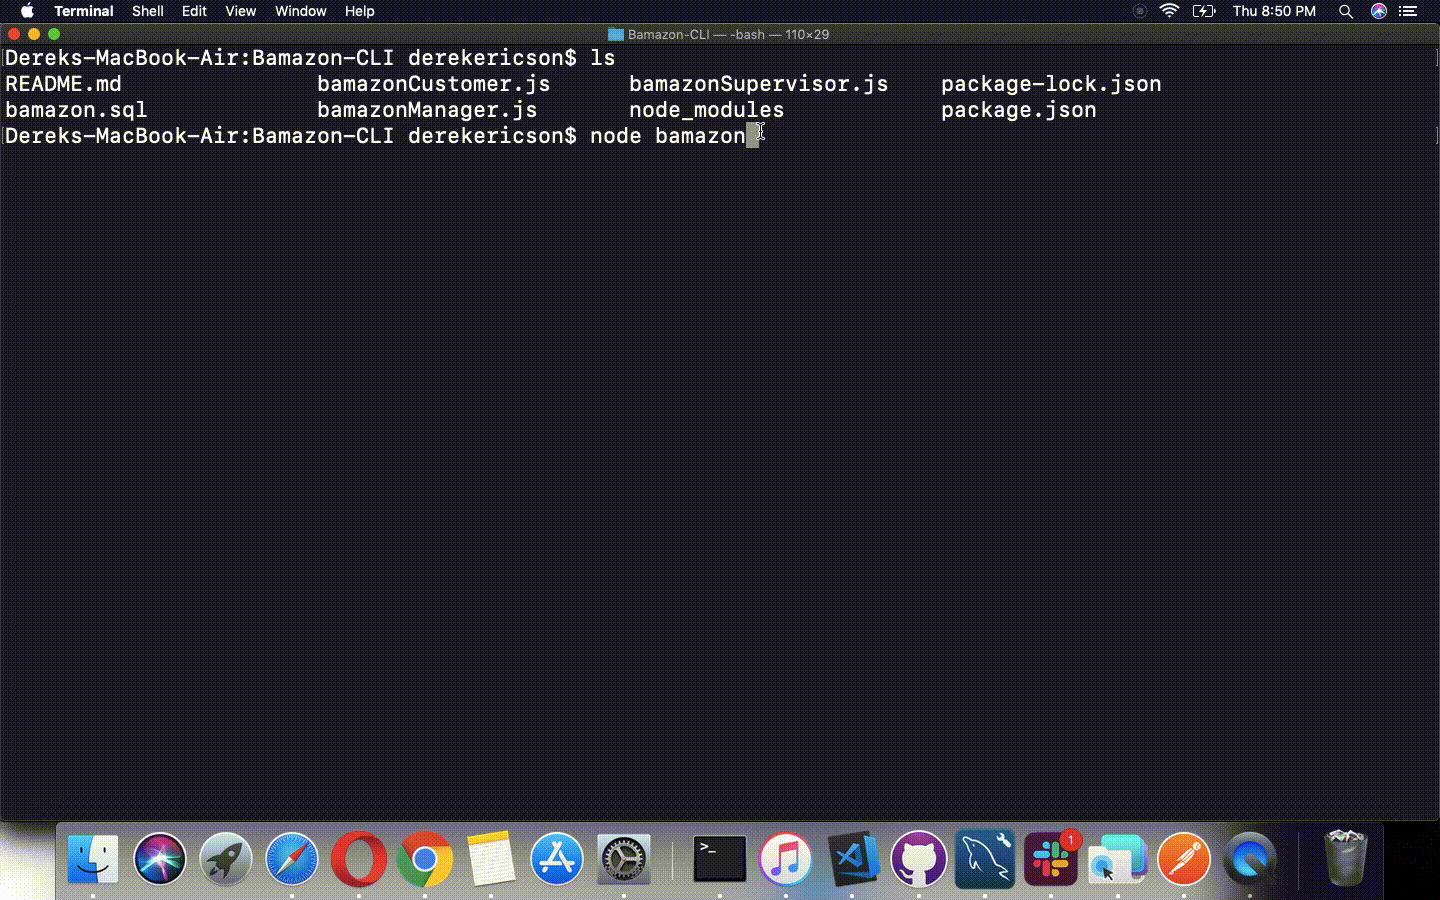 Terminal Shell Edit View Window Help Thu 8:50 PM
Bamazon-CLI — -bash — 110×29
Dereks-MacBook-Air:Bamazon-CLI derekericson$ ls
README.md bamazonCustomer.js bamazonSupervisor.js package-lock.json
bamazon.sql bamazonManager.js node_modules package.json
Dereks-MacBook-Air:Bamazon-CLI derekericson$ node bamazon
>_
1